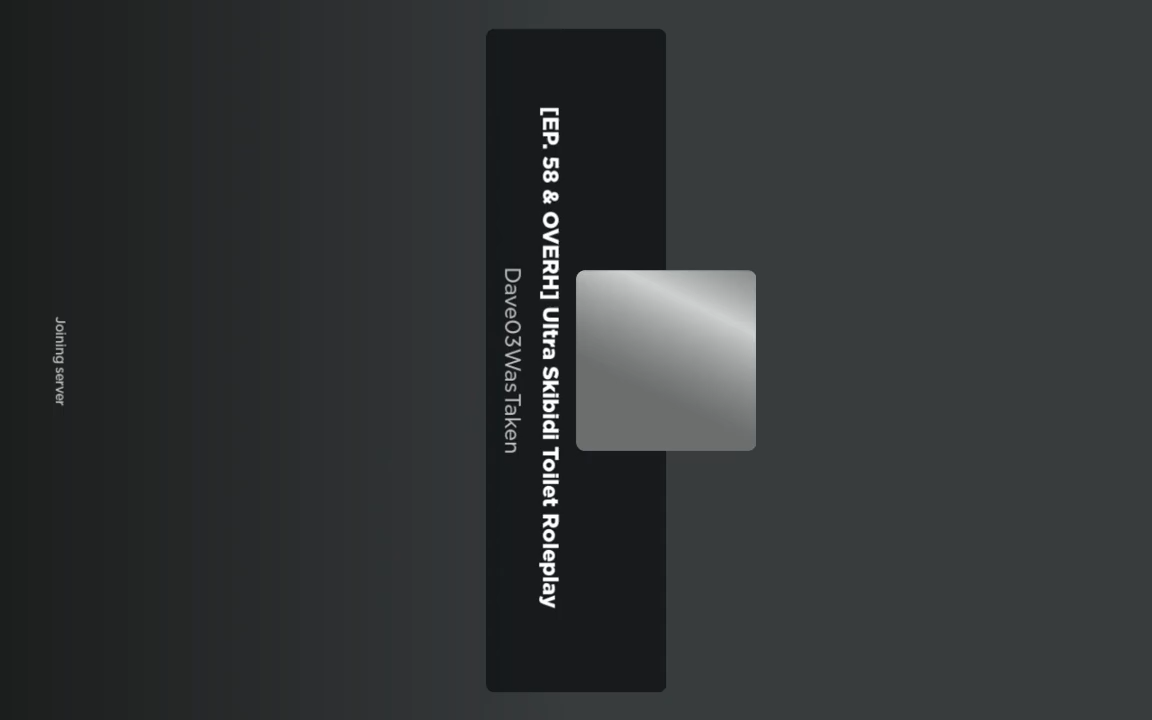 [EP. 58 & OVERH] Ultra Skibidi Toilet Roleplay
Dave03WasTaken
Joining server